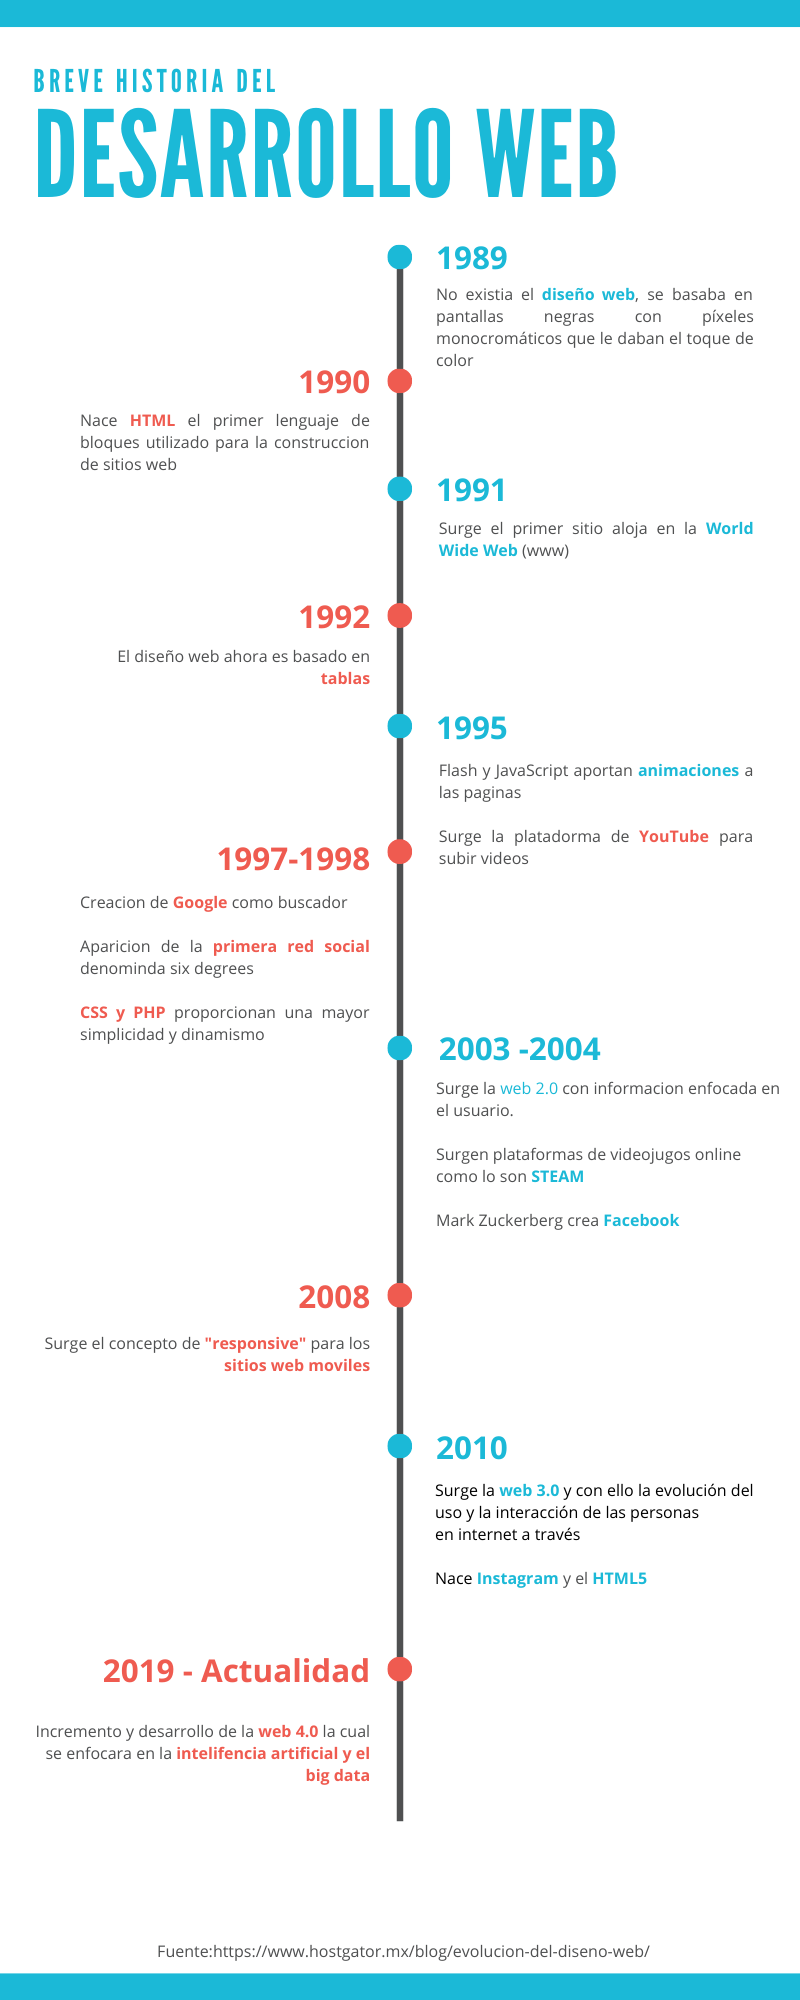 BREVE HISTORIA DEL
DESARROLLO WEB
1989
No existia el diseño web, se basaba en
pantallas negras con píxeles
monocromáticos que le daban el toque de
color
1990
Nace HTML el primer lenguaje de
bloques utilizado para la construccion
de sitios web
1991
Surge el primer sitio aloja en la World
Wide Web (www)
1992
El diseño web ahora es basado en
tablas
1995
Flash y JavaScript aportan animaciones a
las paginas
Surge la platadorma de YouTube para
subir videos
1997-1998
Creacion de Google como buscador
Aparicion de la primera red social
denominda six degrees
CSS y PHP proporcionan una mayor
simplicidad y dinamismo
2003 -2004
Surge la web 2.0 con informacion enfocada en
el usuario.
Surgen plataformas de videojugos online
como lo son STEAM
Mark Zuckerberg crea Facebook
2008
Surge el concepto de "responsive" para los
sitios web moviles
2010
Surge la web 3.0 y con ello la evolución del
uso y la interacción de las personas
en internet a través
Nace Instagram y el HTML5
2019 - Actualidad
Incremento y desarrollo de la web 4.0 la cual
se enfocara en la intelifencia artificial y el
big data
Fuente:https://www.hostgator.mx/blog/evolucion-del-diseno-web/